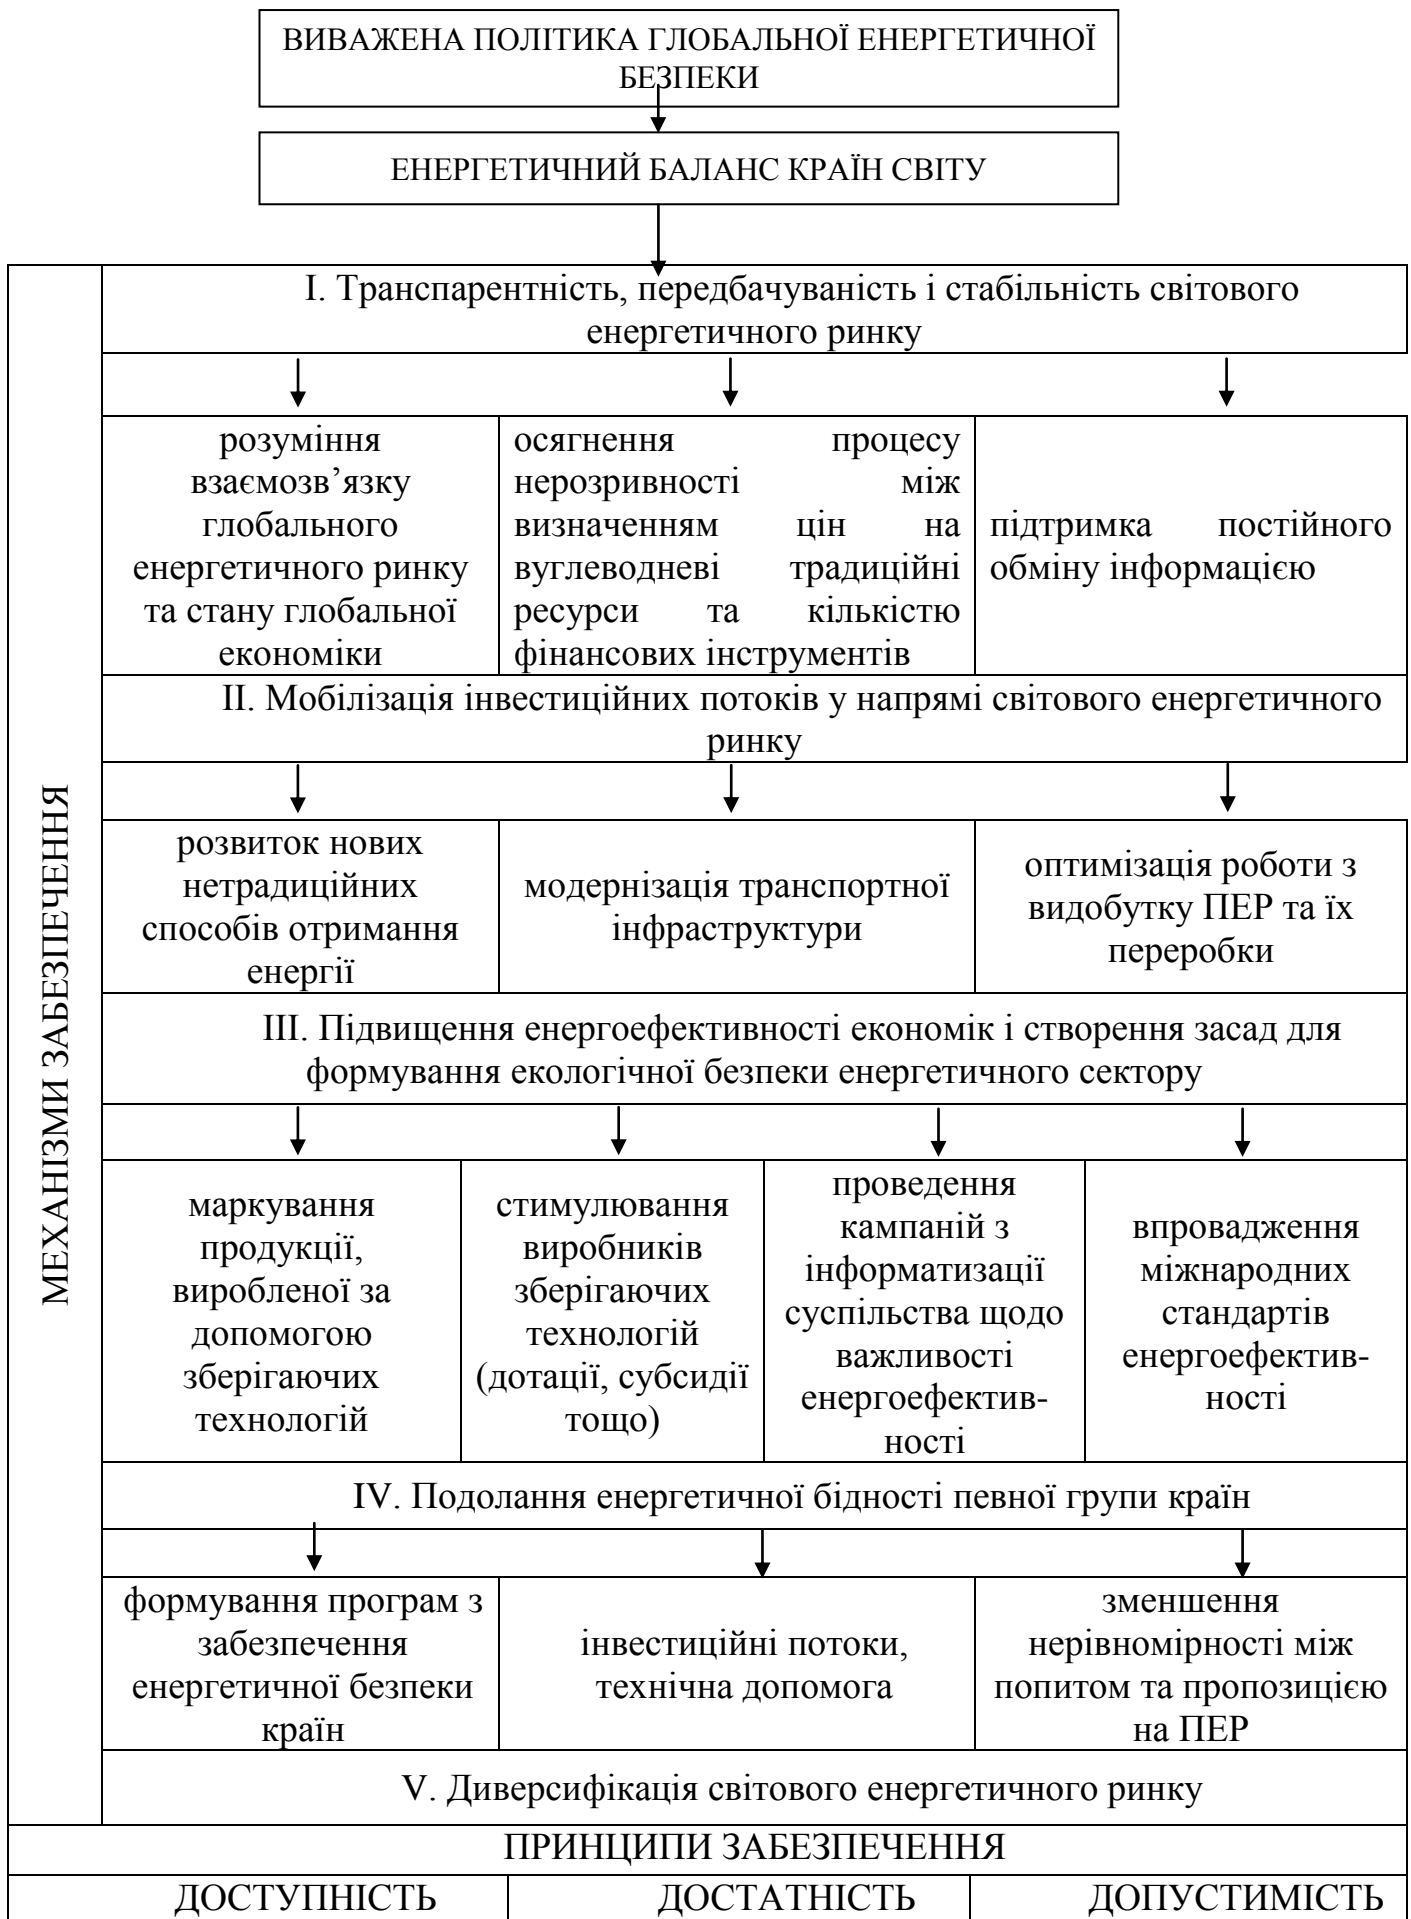 ВИВАЖЕНА ПОЛІТИКА ГЛОБАЛЬНОЇ ЕНЕРГЕТИЧНОЇ
БЕЗПЕКИ
ЕНЕРГЕТИЧНИЙ БАЛАНС КРАЇН СВІТУ
МЕХАНІЗМИ ЗАБЕЗПЕЧЕННЯ
І. Транспарентність, передбачуваність і стабільність світового
енергетичного ринку
розуміння
взаємозв’язку
глобального
енергетичного ринку
та стану глобальної
економіки
осягнення процесу
нерозривності між
визначенням цін на
вуглеводневі традиційні
ресурси та кількістю
фінансових інструментів
підтримка постійного
обміну інформацією
ІІ. Мобілізація інвестиційних потоків у напрямі світового енергетичного
ринку
розвиток нових
нетрадиційних
способів отримання
енергії
модернізація транспортної
інфраструктури
оптимізація роботи з
видобутку ПЕР та їх
переробки
ІІІ. Підвищення енергоефективності економік і створення засад для
формування екологічної безпеки енергетичного сектору
маркування
продукції,
виробленої за
допомогою
зберігаючих
технологій
стимулювання
виробників
зберігаючих
технологій
(дотації, субсидії
тощо)
проведення
кампаній з
інформатизації
суспільства щодо
важливості
енергоефектив-
ності
впровадження
міжнародних
стандартів
енергоефектив-
ності
IV. Подолання енергетичної бідності певної групи країн
формування програм з
забезпечення
енергетичної безпеки
країн
інвестиційні потоки,
технічна допомога
зменшення
нерівномірності між
попитом та пропозицією
на ПЕР
V. Диверсифікація світового енергетичного ринку
ПРИНЦИПИ ЗАБЕЗПЕЧЕННЯ
ДОСТУПНІСТЬ
ДОСТАТНІСТЬ
ДОПУСТИМІСТЬ